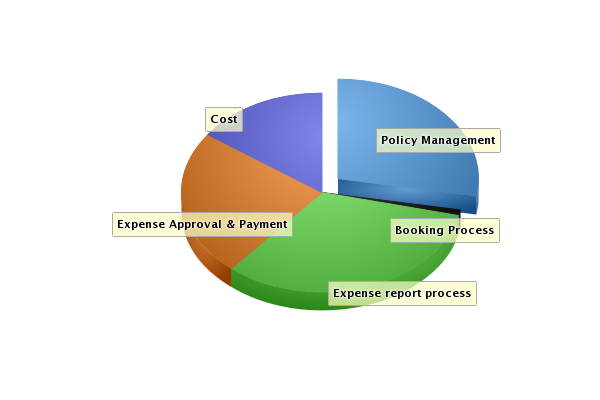 Cost
Policy Management
Expense Approval & Payment
Booking Process
Expense report process